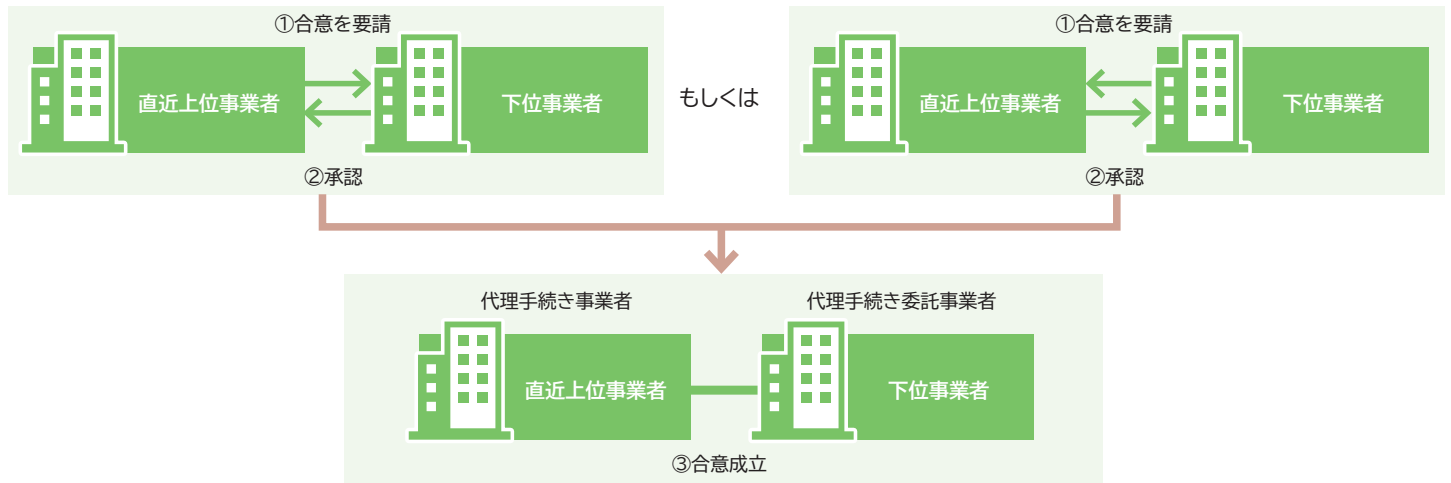 ①合意を要請
直近上位事業者
下位事業者
②承認
もしくは
①合意を要請
直近上位事業者
下位事業者
②承認
代理手続き事業者
代理手続き委託事業者
直近上位事業者
下位事業者
③合意成立